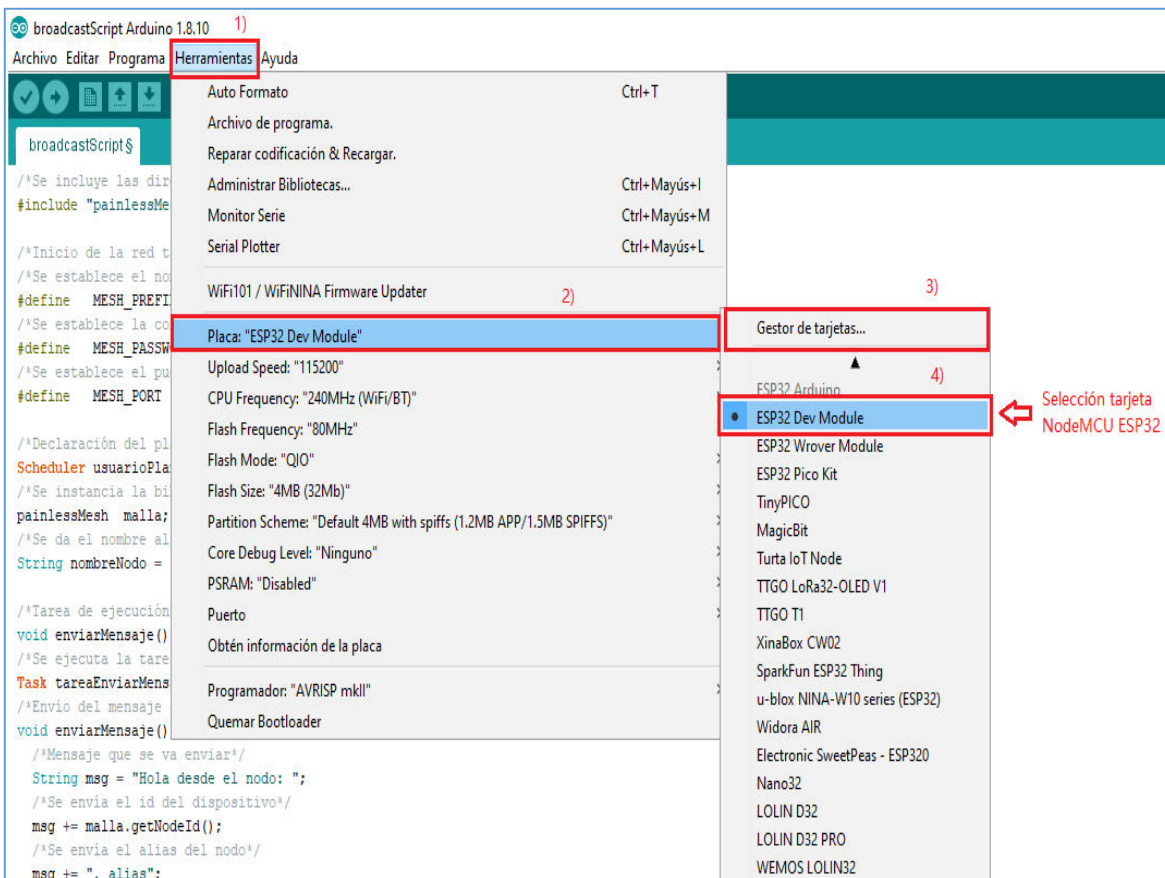 broadcastScript Arduino 1.8.10
1)
Archivo Editar Programa Herramientas Ayuda
broadcastScript §
Auto Formato Ctrl+T
Archivo de programa.
Reparar codificación & Recargar.
Administrar Bibliotecas... Ctrl+Mayús+I
Monitor Serie Ctrl+Mayús+M
Serial Plotter Ctrl+Mayús+L
WiFi101 / WiFiNINA Firmware Updater
2)
Placa: "ESP32 Dev Module"
Upload Speed: "115200"
CPU Frequency: "240MHz (WiFi/BT)"
Flash Frequency: "80MHz"
Flash Mode: "QIO"
Flash Size: "4MB (32Mb)"
Partition Scheme: "Default 4MB with spiffs (1.2MB APP/1.5MB SPIFFS)"
Core Debug Level: "Ninguno"
PSRAM: "Disabled"
Puerto
Obtén información de la placa
Programador: "AVRISP mkII"
Quemar Bootloader
3)
Gestor de tarjetas...
4)
ESP32 Arduino
ESP32 Dev Module
ESP32 Wrover Module
ESP32 Pico Kit
TinyPICO
MagicBit
Turta IoT Node
TTGO LoRa32-OLED V1
TTGO T1
XinaBox CW02
SparkFun ESP32 Thing
u-blox NINA-W10 series (ESP32)
Widora AIR
Electronic SweetPeas - ESP320
Nano32
LOLIN D32
LOLIN D32 PRO
WEMOS LOLIN32
Selección tarjeta
NodeMCU ESP32
/*Se incluye las dir
#include "painlessMe
/*Inicio de la red t
/*Se establece el no
#define MESH_PREFI
/*Se establece la co
#define MESH_PASSW
/*Se establece el pu
#define MESH_PORT
/*Declaración del pl
Scheduler usuarioPla
/*Se instancia la bi
painlessMesh malla;
/*Se da el nombre al
String nombreNodo =
/*Tarea de ejecución
void enviarMensaje()
/*Se ejecuta la tare
Task tareaEnviarMens
/*Envío del mensaje
void enviarMensaje()
/*Mensaje que se va enviar*/
String msg = "Hola desde el nodo: ";
/*Se envía el id del dispositivo*/
msg += malla.getNodeId();
/*Se envía el alias del nodo*/
msg += ", alias";